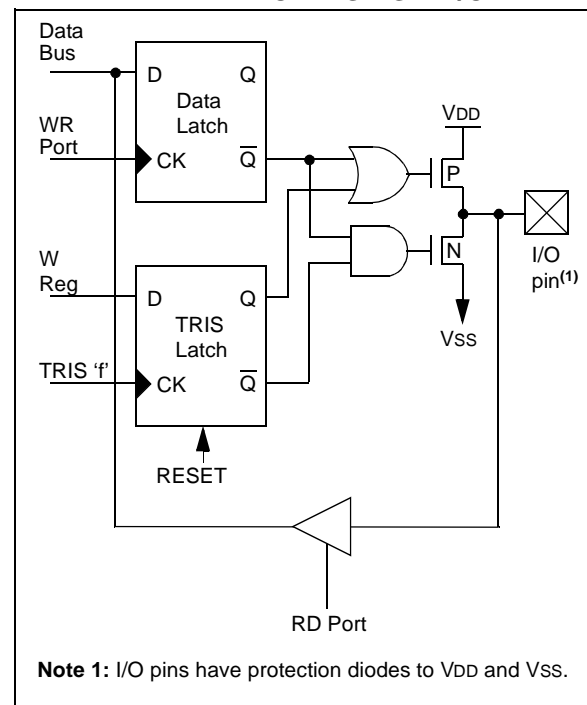 Data
Bus
D
Q
Data
Latch
WR
Port
CK
Q
VDD
P
N
I/O
pin(1)
VSS
W
Reg
D
Q
TRIS
Latch
TRIS ‘f’
CK
Q
RESET
RD Port
Note 1: I/O pins have protection diodes to VDD and VSS.